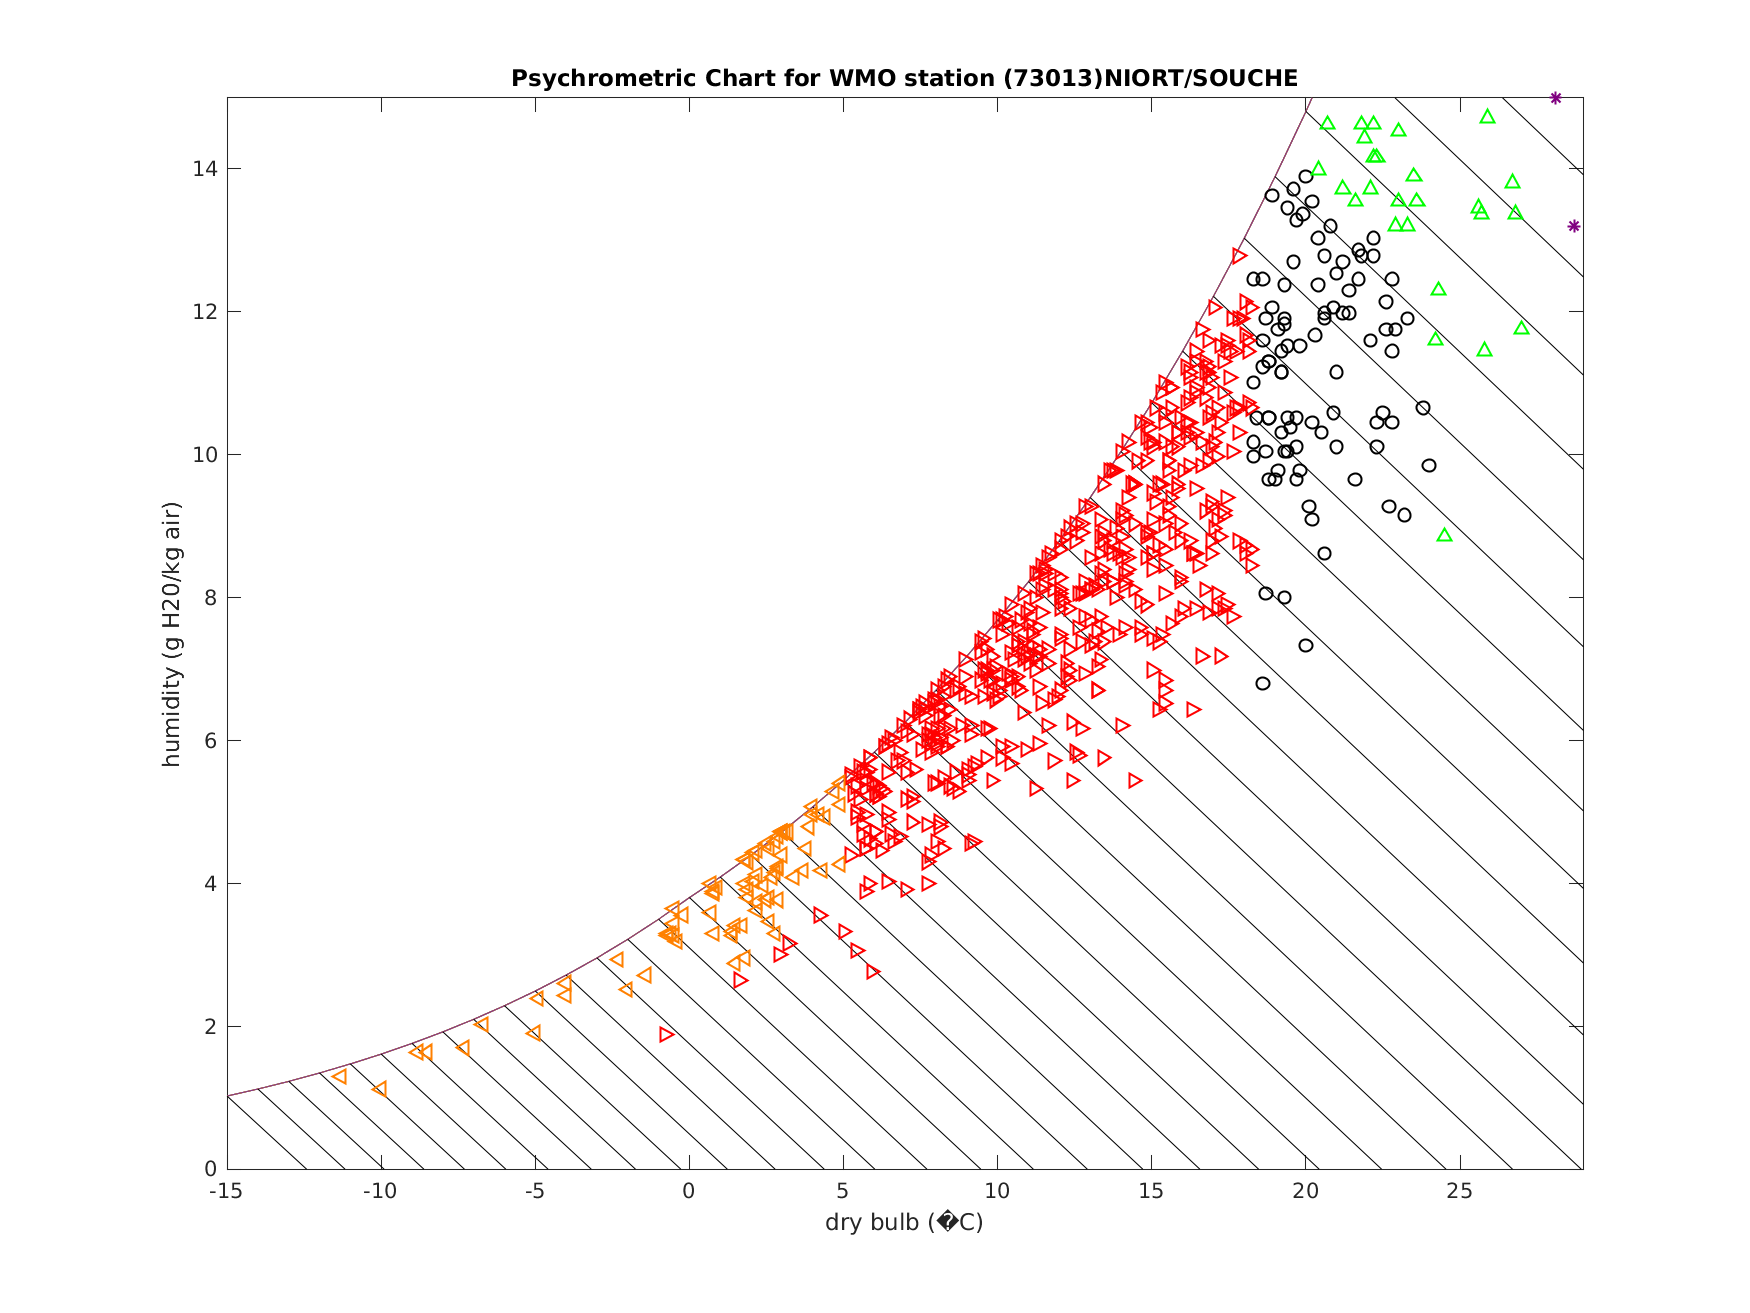 Psychrometric Chart for WMO station (73013)NIORT/SOUCHE
humidity (g H20/kg air)
14
12
10
8
6
4
2
0
-15 -10 -5 0 5 10 15 20 25
dry bulb (�C)